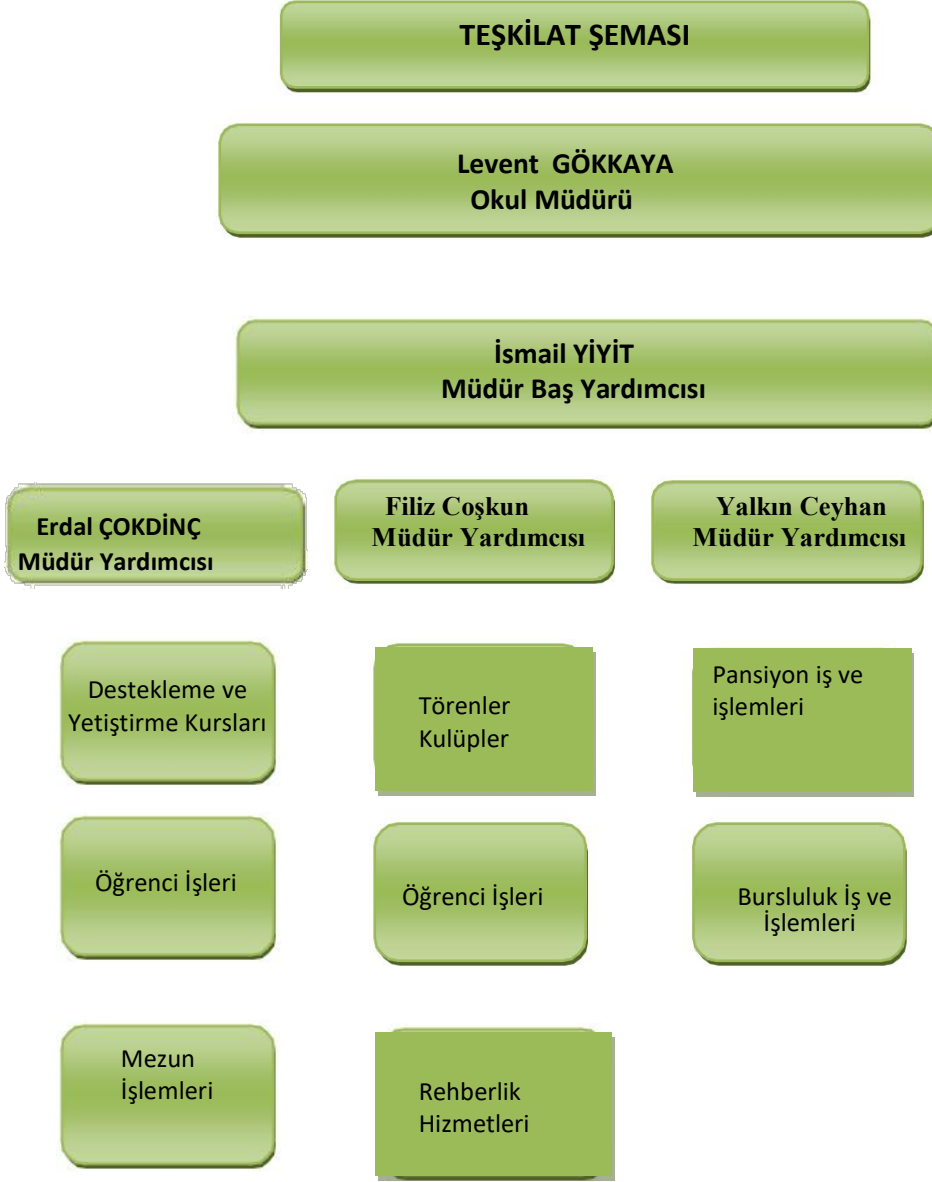 TEŞKİLAT ŞEMASI
Levent GÖKKAYA
Okul Müdürü
İsmail YİYİT
Müdür Baş Yardımcısı
Erdal ÇOKDİNÇ
Müdür Yardımcısı
Filiz Coşkun
Müdür Yardımcısı
Yalkın Ceyhan
Müdür Yardımcısı
Destekleme ve
Yetiştirme Kursları
Törenler
Kulüpler
Pansiyon iş ve
işlemleri
Öğrenci İşleri
Öğrenci İşleri
Bursluluk İş ve
İşlemleri
Mezun
İşlemleri
Rehberlik
Hizmetleri